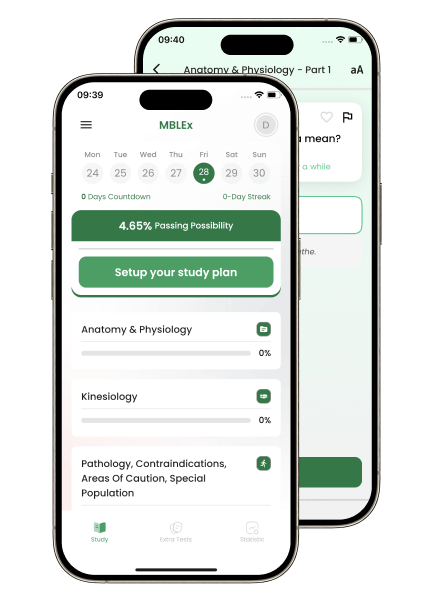 09:40
Anatomy & Physiology - Part 1
aA
a mean?
a while
the.
09:39
MBLEx
D
Mon Tue Wed Thu Fri Sat Sun
24 25 26 27 28 29 30
0 Days Countdown
0-Day Streak
4.65% Passing Possibility
Setup your study plan
Anatomy & Physiology
0%
Kinesiology
0%
Pathology, Contraindications,
Areas Of Caution, Special
Population
Study
Extra Tests
Statistic